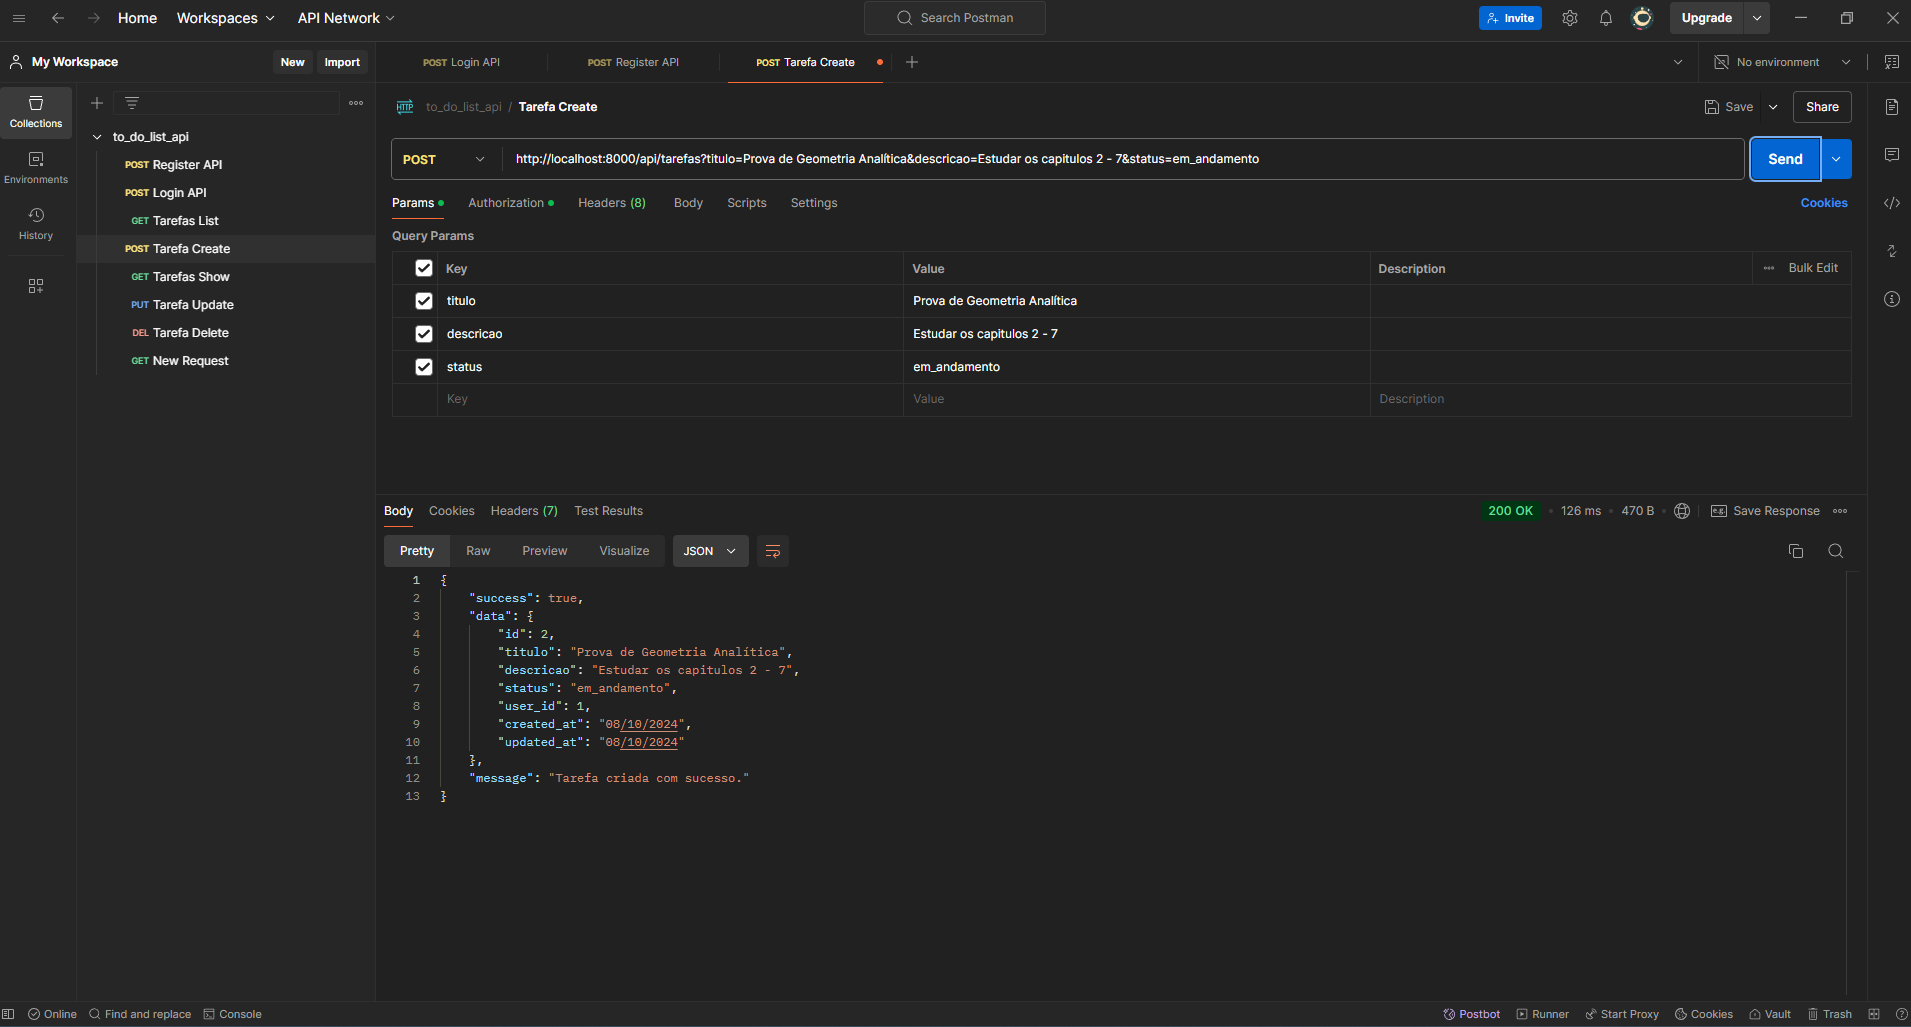 Home Workspaces API Network Search Postman Invite Upgrade
My Workspace New Import POST Login API POST Register API POST Tarefa Create No environment
Collections
Environments
History
to_do_list_api
POST Register API
POST Login API
GET Tarefas List
POST Tarefa Create
GET Tarefas Show
PUT Tarefa Update
DEL Tarefa Delete
GET New Request
HTTP to_do_list_api / Tarefa Create Save Share
POST http://localhost:8000/api/tarefas?titulo=Prova de Geometria Analítica&descricao=Estudar os capitulos 2 - 7&status=em_andamento Send
Params Authorization Headers (8) Body Scripts Settings Cookies
Query Params
Key Value Description Bulk Edit
titulo Prova de Geometria Analítica
descricao Estudar os capitulos 2 - 7
status em_andamento
Key Value Description
Body Cookies Headers (7) Test Results 200 OK 126 ms 470 B e.g. Save Response
Pretty Raw Preview Visualize JSON
1 {
2 "success": true,
3 "data": {
4 "id": 2,
5 "titulo": "Prova de Geometria Analítica",
6 "descricao": "Estudar os capitulos 2 - 7",
7 "status": "em_andamento",
8 "user_id": 1,
9 "created_at": "08/10/2024",
10 "updated_at": "08/10/2024"
11 },
12 "message": "Tarefa criada com sucesso."
13 }
Online Find and replace Console Postbot Runner Start Proxy Cookies Vault Trash